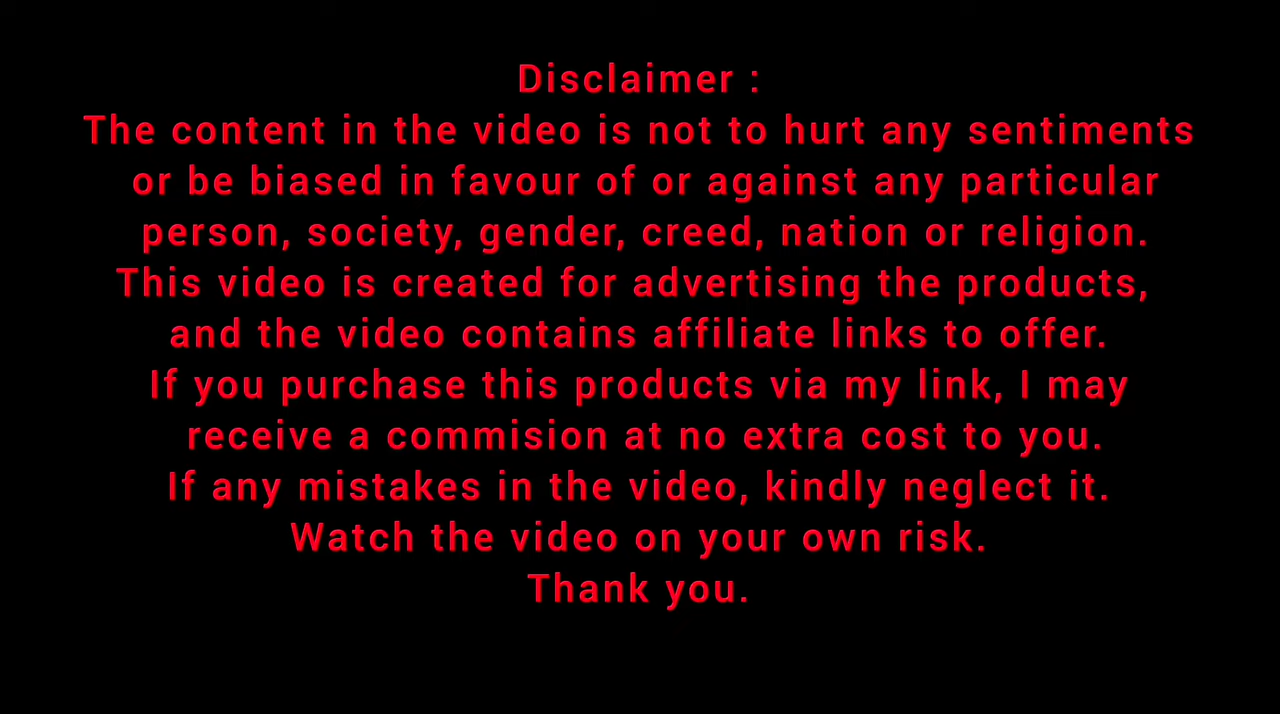 Disclaimer :
The content in the video is not to hurt any sentiments
or be biased in favour of or against any particular
person, society, gender, creed, nation or religion.
This video is created for advertising the products,
and the video contains affiliate links to offer.
If you purchase this products via my link, I may
receive a commision at no extra cost to you.
If any mistakes in the video, kindly neglect it.
Watch the video on your own risk.
Thank you.